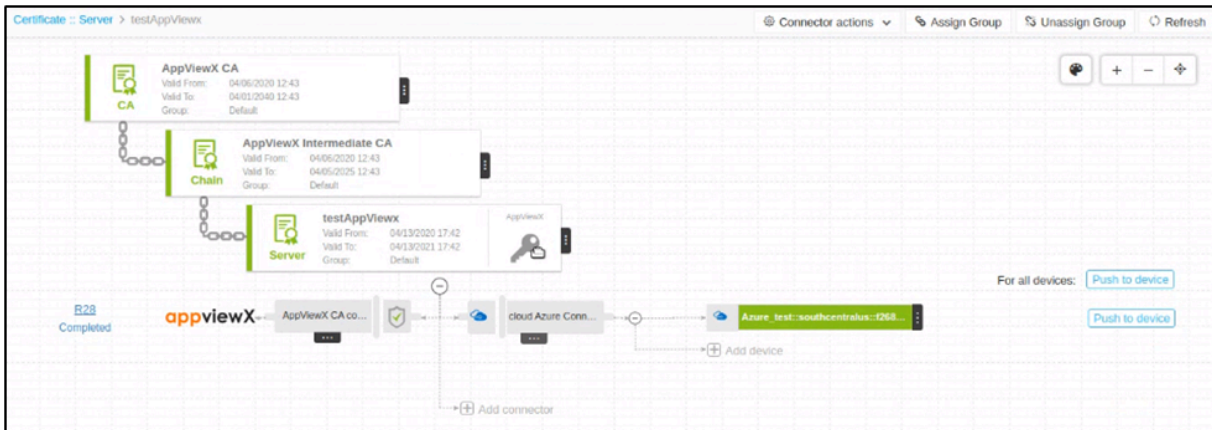 Certificate :: Server > testAppViewx
Connector actions
Assign Group
Unassign Group
Refresh
AppViewX CA
Valid From: 04/06/2020 12:43
Valid To: 04/01/2040 12:43
Group: Default
CA
AppViewX Intermediate CA
Valid From: 04/06/2020 12:43
Valid To: 04/05/2025 12:43
Group: Default
Chain
testAppViewx
Valid From: 04/13/2020 17:42
Valid To: 04/13/2021 17:42
Group: Default
Server
AppViewX
For all devices: Push to device
R28
Completed
appviewX
AppViewX CA co...
cloud Azure Conn...
Azure_test::southcentralus::f268...
Push to device
Add device
Add connector